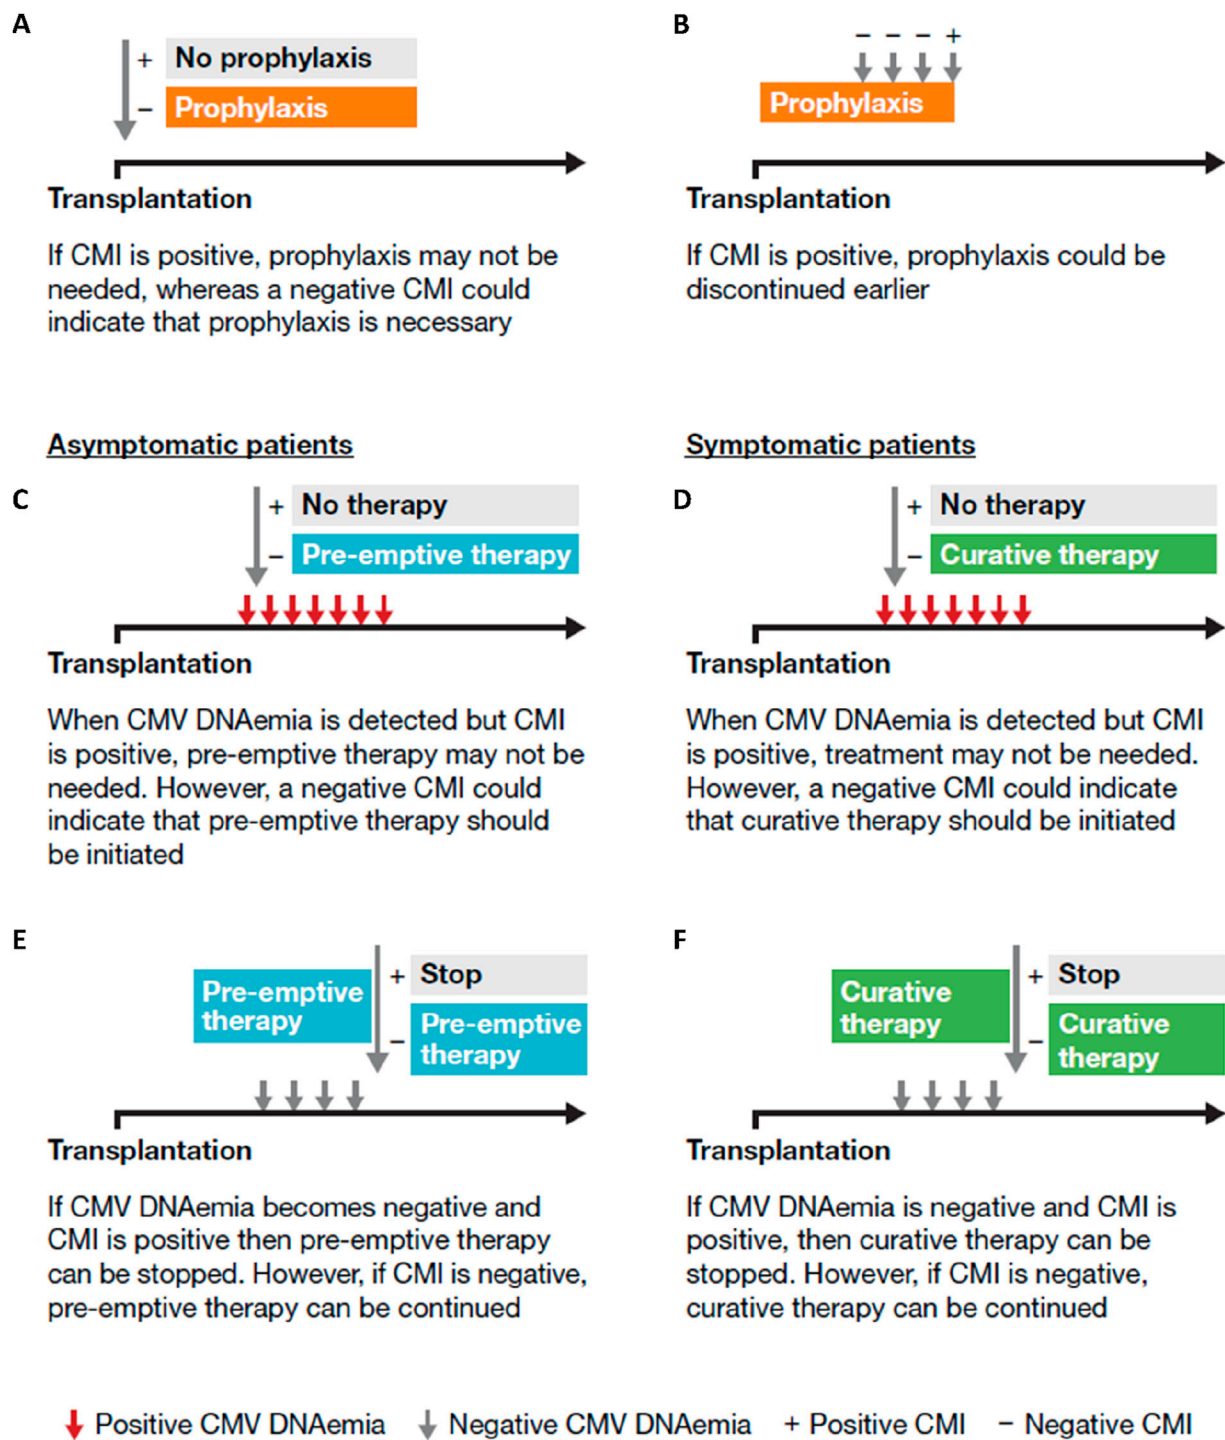 A
+ No prophylaxis
− Prophylaxis
Transplantation
If CMI is positive, prophylaxis may not be
needed, whereas a negative CMI could
indicate that prophylaxis is necessary
B
− − − +
Prophylaxis
Transplantation
If CMI is positive, prophylaxis could be
discontinued earlier
Asymptomatic patients
C
+ No therapy
− Pre-emptive therapy
Transplantation
When CMV DNAemia is detected but CMI
is positive, pre-emptive therapy may not be
needed. However, a negative CMI could
indicate that pre-emptive therapy should
be initiated
Symptomatic patients
D
+ No therapy
− Curative therapy
Transplantation
When CMV DNAemia is detected but CMI
is positive, treatment may not be needed.
However, a negative CMI could indicate
that curative therapy should be initiated
E
Pre-emptive
therapy
+ Stop
− Pre-emptive
therapy
Transplantation
If CMV DNAemia becomes negative and
CMI is positive then pre-emptive therapy
can be stopped. However, if CMI is negative,
pre-emptive therapy can be continued
F
Curative
therapy
+ Stop
− Curative
therapy
Transplantation
If CMV DNAemia is negative and CMI is
positive, then curative therapy can be
stopped. However, if CMI is negative,
curative therapy can be continued
Positive CMV DNAemia Negative CMV DNAemia + Positive CMI − Negative CMI